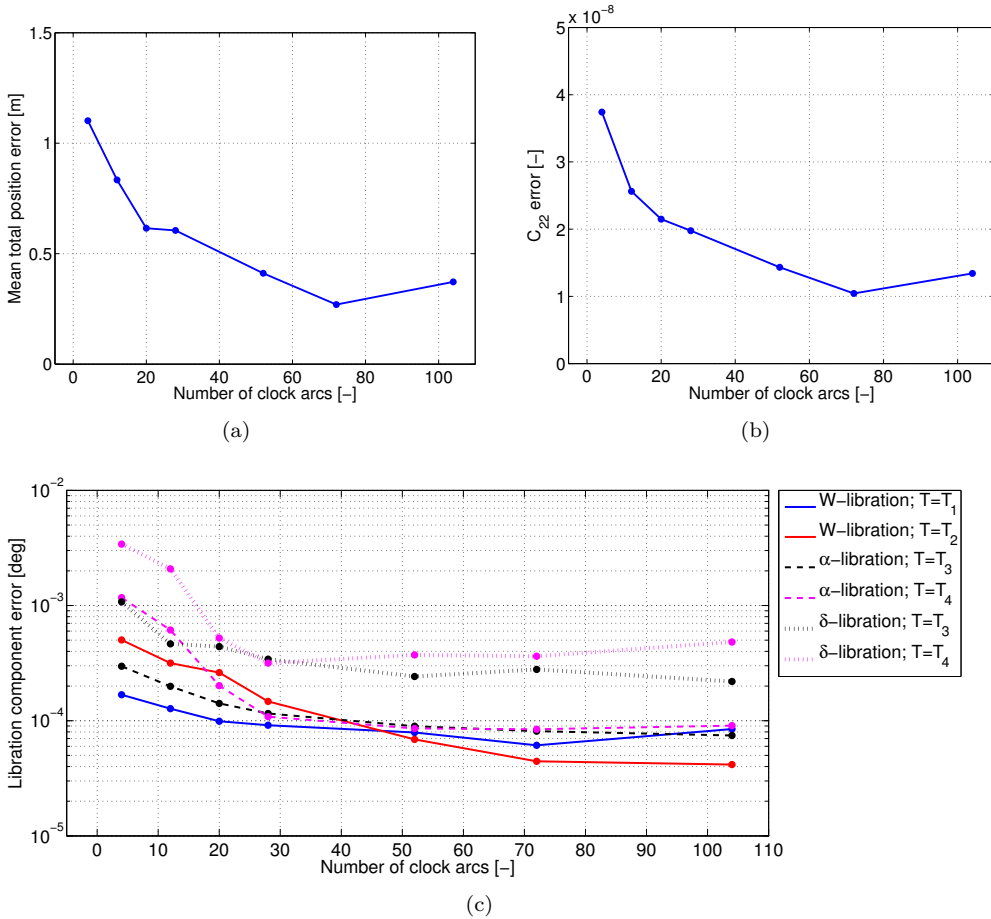 1.5
1
0.5
0
Mean total position error [m]
0 20 40 60 80 100
Number of clock arcs [−]
(a)
5 x 10−8
4
3
2
1
0
C22 error [−]
0 20 40 60 80 100
Number of clock arcs [−]
(b)
10−2
10−3
10−4
10−5
Libration component error [deg]
0 10 20 30 40 50 60 70 80 90 100 110
Number of clock arcs [−]
W−libration; T=T1
W−libration; T=T2
α−libration; T=T3
α−libration; T=T4
δ−libration; T=T3
δ−libration; T=T4
(c)